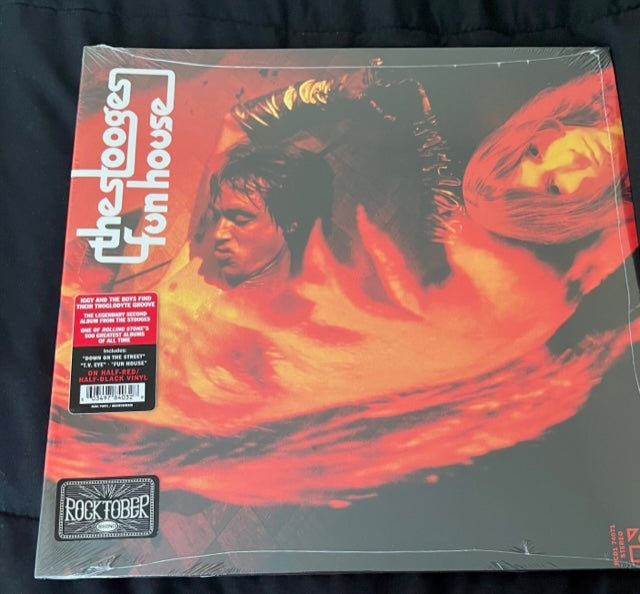 the stooges
fun house
IGGY AND THE BOYS FIND
THEIR TROGLODYTE GROOVE
THE LEGENDARY SECOND
ALBUM FROM THE STOOGES
ONE OF ROLLING STONE'S
500 GREATEST ALBUMS
OF ALL TIME
Includes:
"DOWN ON THE STREET"
"T.V. EYE" · "FUN HOUSE"
ON HALF-RED/
HALF-BLACK VINYL
ROCKTOBER
RHINO
STEREO